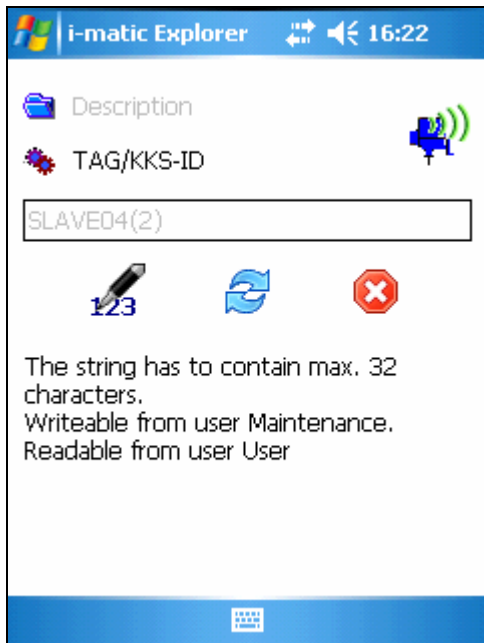 i-matic Explorer 16:22
Description
TAG/KKS-ID
SLAVE04(2)
123
The string has to contain max. 32
characters.
Writeable from user Maintenance.
Readable from user User